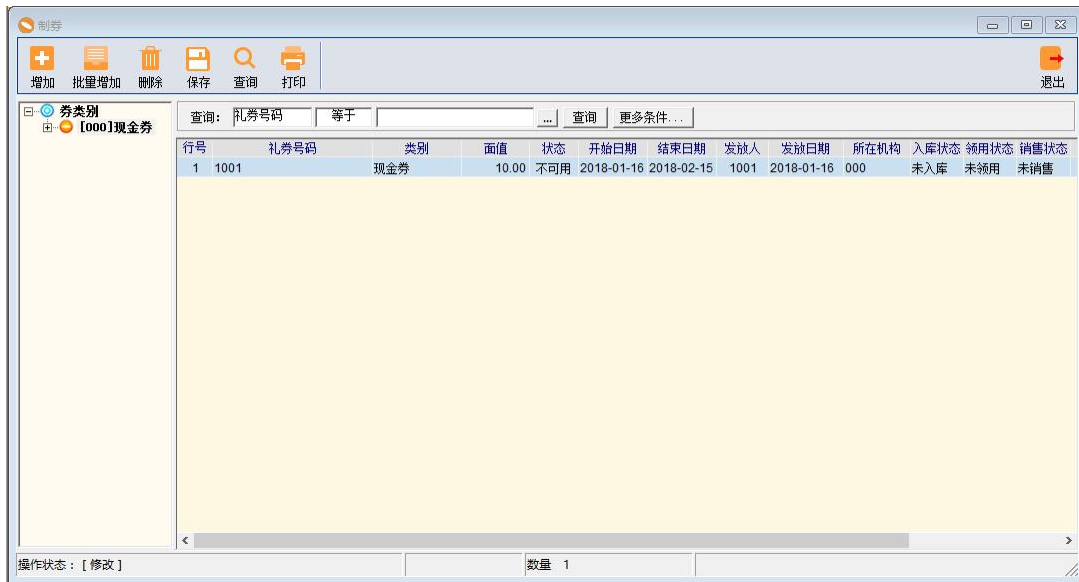 制券
增加 批量增加 删除 保存 查询 打印 退出
券类别
[000]现金券
查询: 礼券号码 等于 ... 查询 更多条件...
行号 礼券号码 类别 面值 状态 开始日期 结束日期 发放人 发放日期 所在机构 入库状态 领用状态 销售状态
1 1001 现金券 10.00 不可用 2018-01-16 2018-02-15 1001 2018-01-16 000 未入库 未领用 未销售
操作状态: [修改] 数量 1